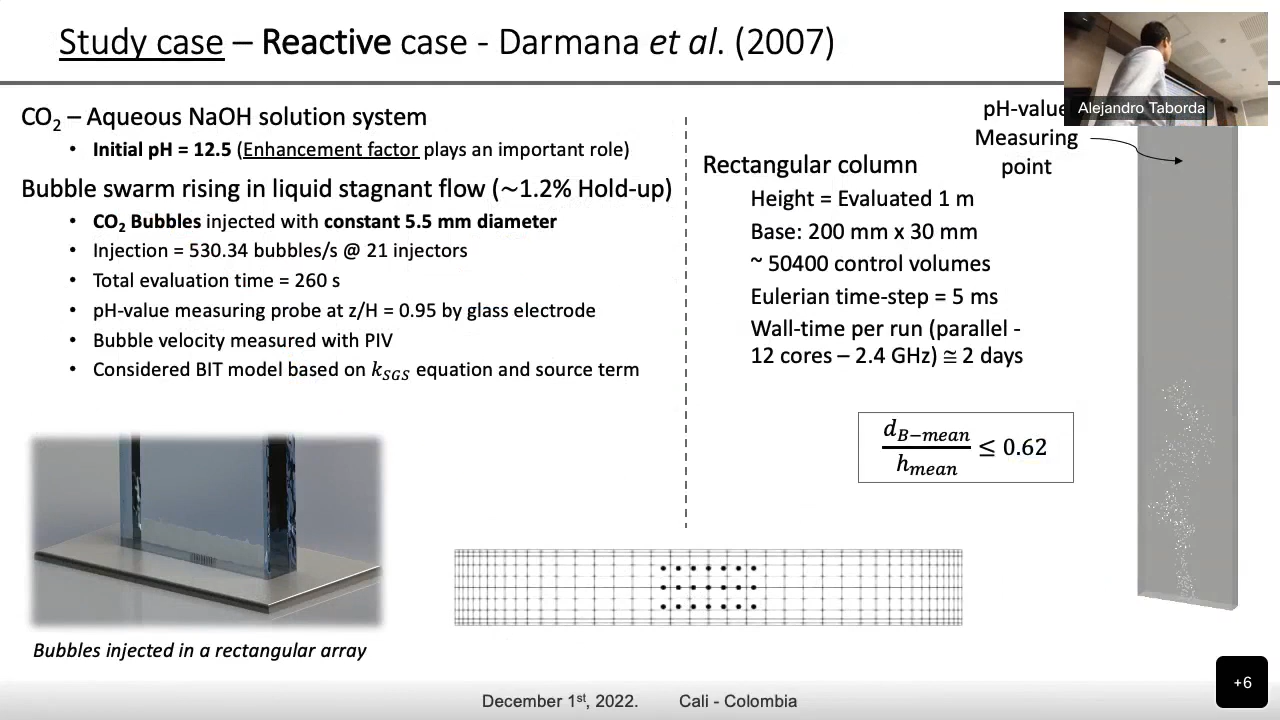 Study case – Reactive case - Darmana et al. (2007)
CO₂ – Aqueous NaOH solution system
• Initial pH = 12.5 (Enhancement factor plays an important role)
Bubble swarm rising in liquid stagnant flow (~1.2% Hold-up)
• CO₂ Bubbles injected with constant 5.5 mm diameter
• Injection = 530.34 bubbles/s @ 21 injectors
• Total evaluation time = 260 s
• pH-value measuring probe at z/H = 0.95 by glass electrode
• Bubble velocity measured with PIV
• Considered BIT model based on k_SGS equation and source term
Bubbles injected in a rectangular array
Rectangular column
Height = Evaluated 1 m
Base: 200 mm x 30 mm
~ 50400 control volumes
Eulerian time-step = 5 ms
Wall-time per run (parallel -
12 cores – 2.4 GHz) ≅ 2 days
d_B−mean / h_mean ≤ 0.62
pH-value
Measuring
point
Alejandro Taborda
+6
December 1st, 2022. Cali - Colombia